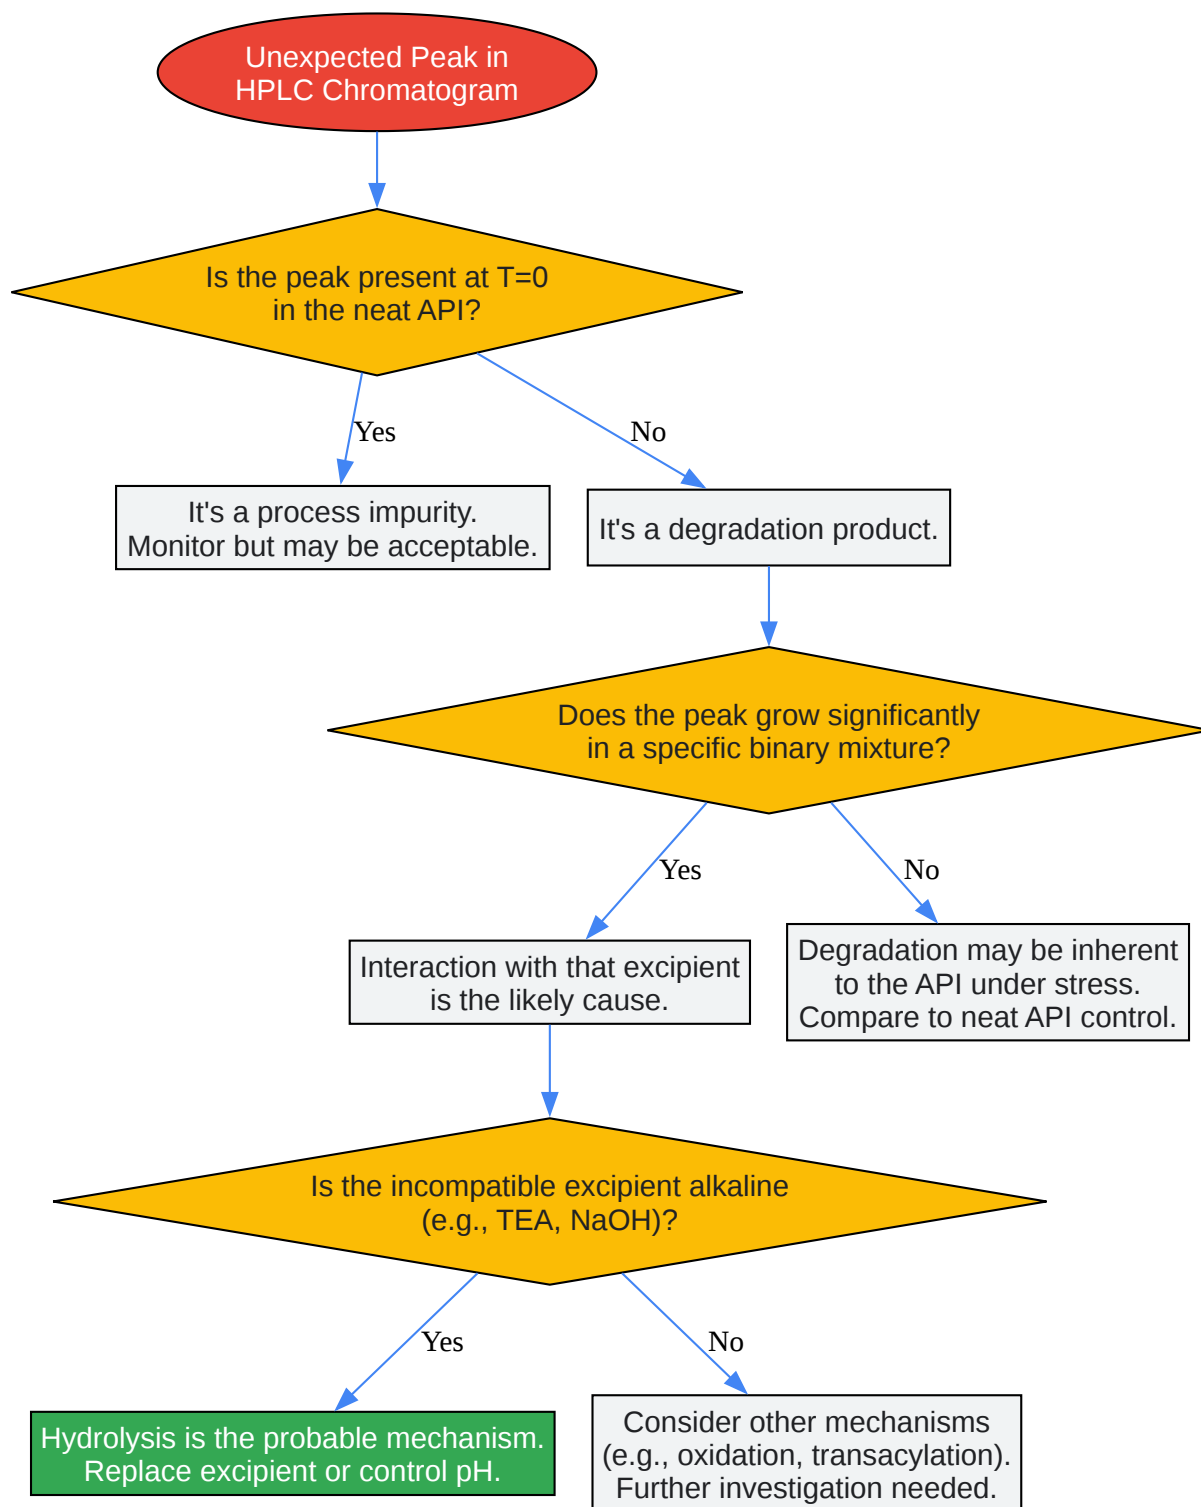 Unexpected Peak in
HPLC Chromatogram
Is the peak present at T=0
in the neat API?
Yes
No
It's a process impurity.
Monitor but may be acceptable.
It's a degradation product.
Does the peak grow significantly
in a specific binary mixture?
Yes
No
Interaction with that excipient
is the likely cause.
Degradation may be inherent
to the API under stress.
Compare to neat API control.
Is the incompatible excipient alkaline
(e.g., TEA, NaOH)?
Yes
No
Hydrolysis is the probable mechanism.
Replace excipient or control pH.
Consider other mechanisms
(e.g., oxidation, transacylation).
Further investigation needed.